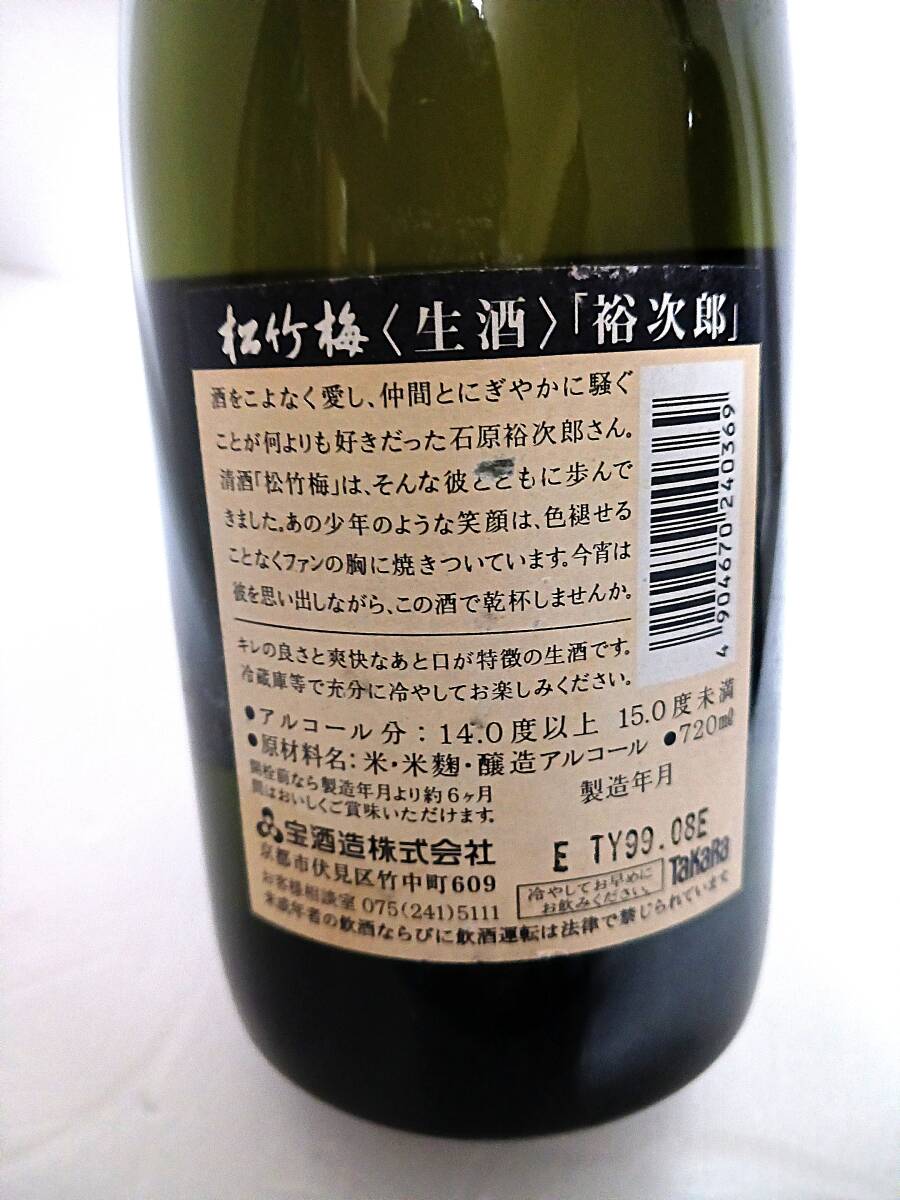 松竹梅〈生酒〉「裕次郎」
酒をこよなく愛し、仲間とにぎやかに騒ぐ
ことが何よりも好きだった石原裕次郎さん。
清酒「松竹梅」は、そんな彼とともに歩んで
きました。あの少年のような笑顔は、色褪せる
ことなくファンの胸に焼きついています。今宵は
彼を思い出しながら、この酒で乾杯しませんか。
キレの良さと爽快なあと口が特徴の生酒です。
冷蔵庫等で充分に冷やしてお楽しみください。
●アルコール分：14.0度以上 15.0度未満
●原材料名：米・米麹・醸造アルコール ●720mℓ
開栓前なら製造年月より約6ヶ月
間はおいしくご賞味いただけます。
製造年月
E TY99.08E
宝酒造株式会社
京都市伏見区竹中町609
お客様相談室 075(241)5111
冷やしてお早めに
お飲みください。
TaKaRa
未成年者の飲酒ならびに飲酒運転は法律で禁じられています
4 904670 240369